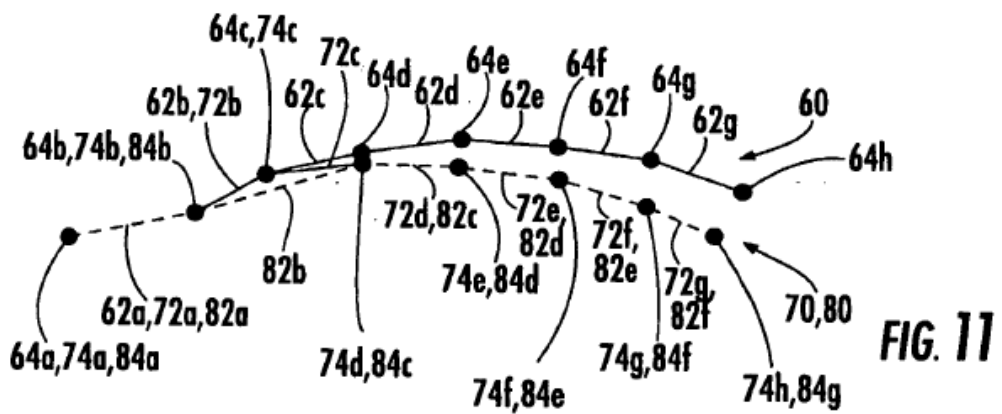 64c,74c
72c
64d
64e
64f
64g
60
62b,72b
62c
62d
62e
62f
62g
64b,74b,84b
64h
82b
72d,82c
72e,
82d
72f,
82e
72g,
82f
74e,84d
62a,72a,82a
70,80
64a,74a,84a
74d,84c
74f,84e
74g,84f
74h,84g
FIG. 11